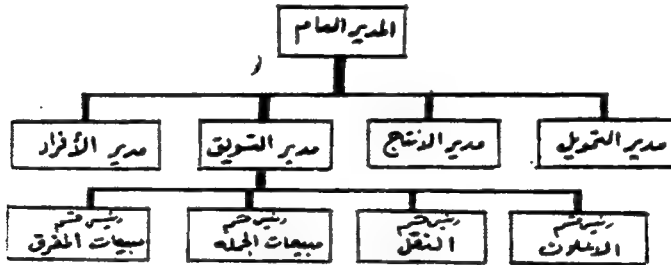 المدير العام
مدير التمويل
مدير الانتاج
مدير التسويق
مدير الأفراد
رئيس قسم
الاعلان
رئيس قسم
النقل
رئيس قسم
مبيعات الجمله
رئيس قسم
مبيعات المفرق